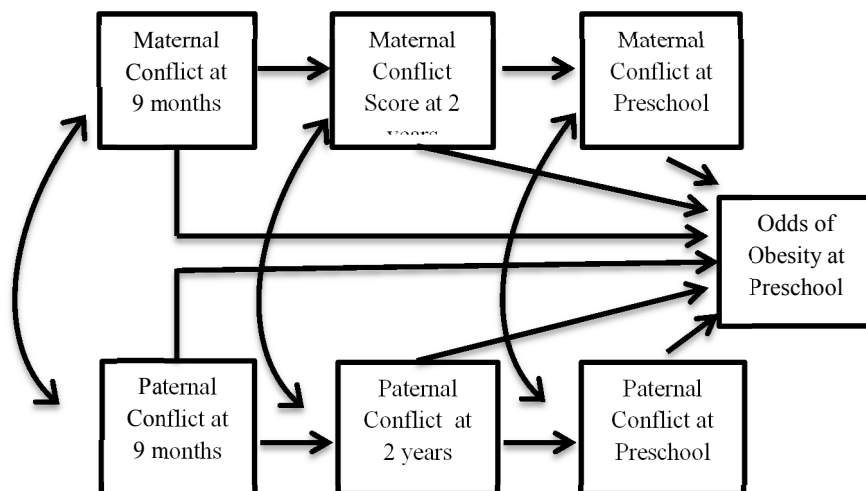 Maternal
Conflict at
9 months
Maternal
Conflict
Score at 2
years
Maternal
Conflict at
Preschool
Odds of
Obesity at
Preschool
Paternal
Conflict at
9 months
Paternal
Conflict at
2 years
Paternal
Conflict at
Preschool